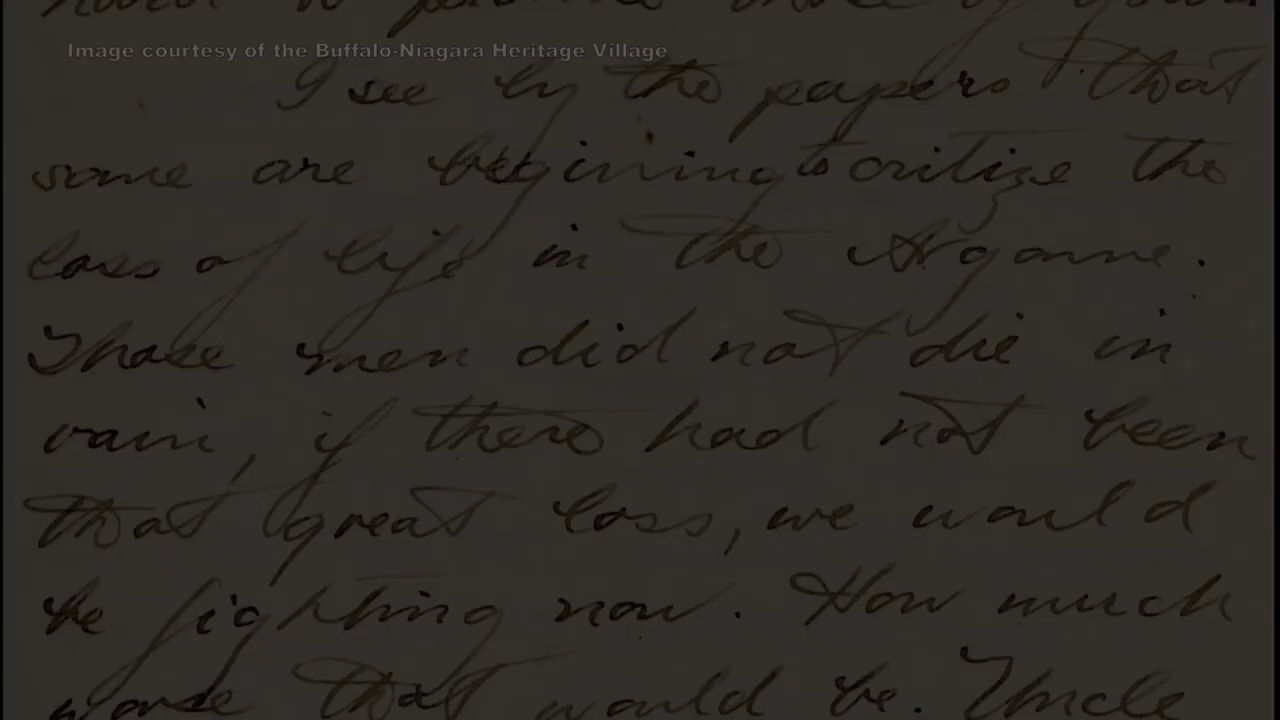 Image courtesy of the Buffalo-Niagara Heritage Village
I see by the papers that
some are begining to critize the
loss of life in the Argonne.
Those men did not die in
vain, if there had not been
that great loss, we would
be fighting now. How much
worse that would be. Uncle